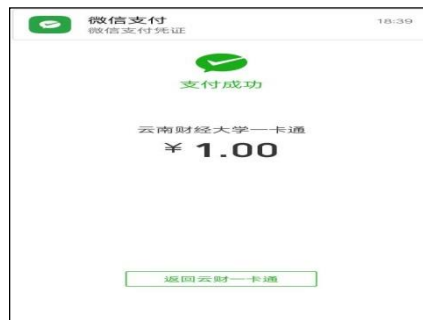 微信支付
18:39
微信支付凭证
支付成功
云南财经大学一卡通
¥ 1.00
返回云财一卡通